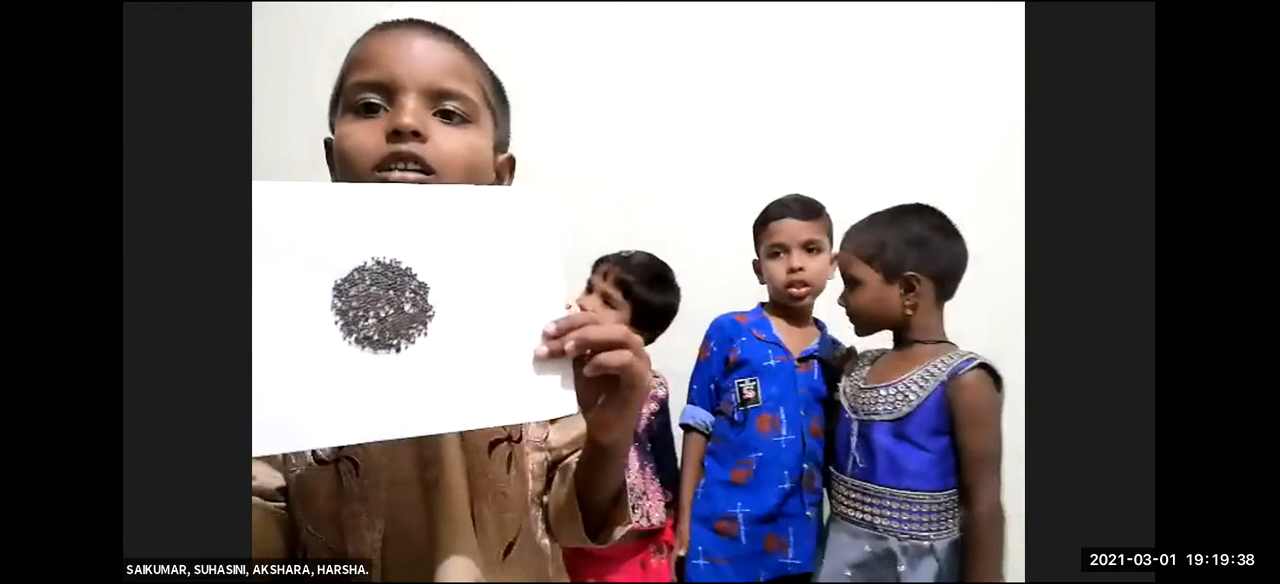 SAIKUMAR, SUHASINI, AKSHARA, HARSHA.
2021-03-01 19:19:38